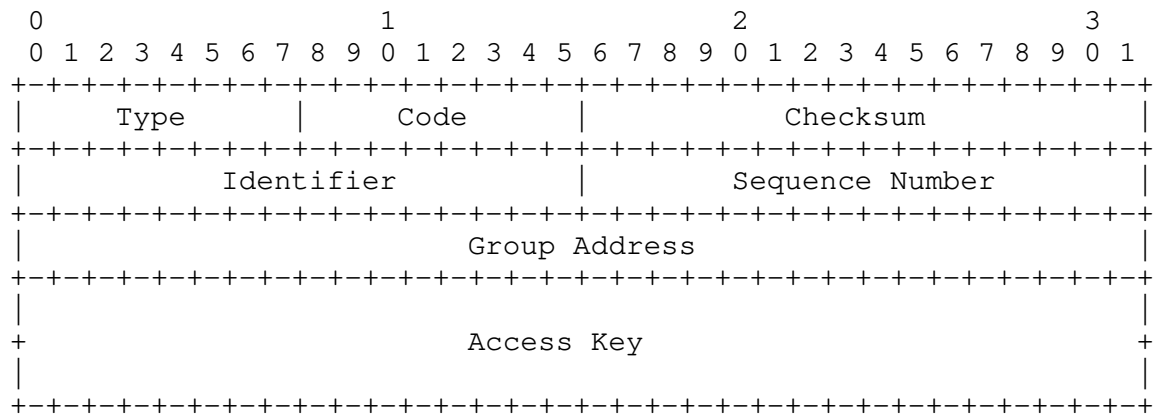 0                   1                   2                   3
 0 1 2 3 4 5 6 7 8 9 0 1 2 3 4 5 6 7 8 9 0 1 2 3 4 5 6 7 8 9 0 1
+-+-+-+-+-+-+-+-+-+-+-+-+-+-+-+-+-+-+-+-+-+-+-+-+-+-+-+-+-+-+-+-+
|     Type      |     Code      |           Checksum            |
+-+-+-+-+-+-+-+-+-+-+-+-+-+-+-+-+-+-+-+-+-+-+-+-+-+-+-+-+-+-+-+-+
|           Identifier          |        Sequence Number        |
+-+-+-+-+-+-+-+-+-+-+-+-+-+-+-+-+-+-+-+-+-+-+-+-+-+-+-+-+-+-+-+-+
|                         Group Address                         |
+-+-+-+-+-+-+-+-+-+-+-+-+-+-+-+-+-+-+-+-+-+-+-+-+-+-+-+-+-+-+-+-+
|                                                               |
+                         Access Key                            +
|                                                               |
+-+-+-+-+-+-+-+-+-+-+-+-+-+-+-+-+-+-+-+-+-+-+-+-+-+-+-+-+-+-+-+-+